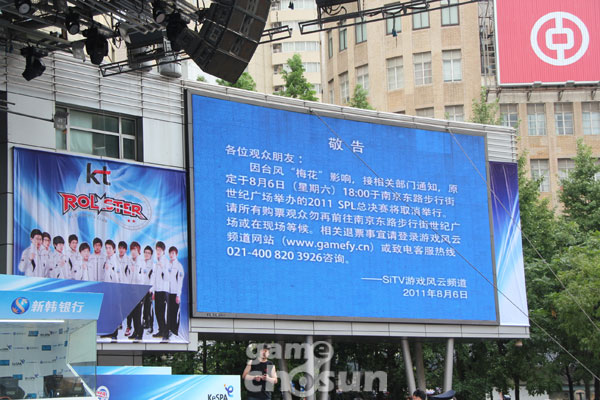 敬 告
各位观众朋友：
因台风“梅花”影响，接相关部门通知，原
定于8月6日（星期六）18:00于南京东路步行街
世纪广场举办的2011 SPL总决赛将取消举行。
请所有购票观众勿再前往南京东路步行街世纪广
场或在现场等候。相关退票事宜请登录游戏风云
频道网站（www.gamefy.cn）或致电客服热线
021-400 820 3926咨询。
——SiTV游戏风云频道
2011年8月6日
kt
ROLSTER
新韩银行
KeSPA
game
chosun